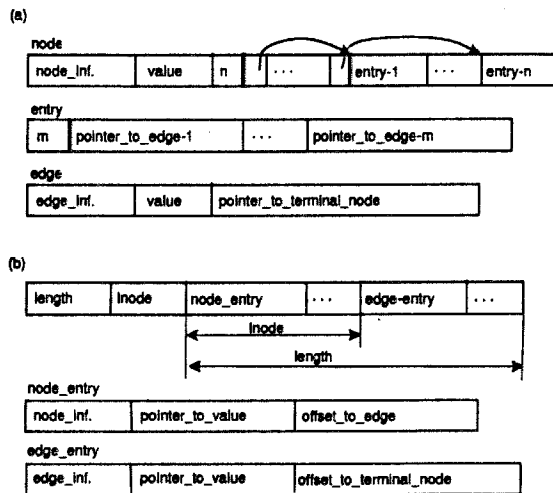 (a)
node
node_inf. value n ... entry-1 ... entry-n
entry
m pointer_to_edge-1 ... pointer_to_edge-m
edge
edge_inf. value pointer_to_terminal_node
(b)
length lnode node_entry ... edge-entry ...
lnode
length
node_entry
node_inf. pointer_to_value offset_to_edge
edge_entry
edge_inf. pointer_to_value offset_to_terminal_node